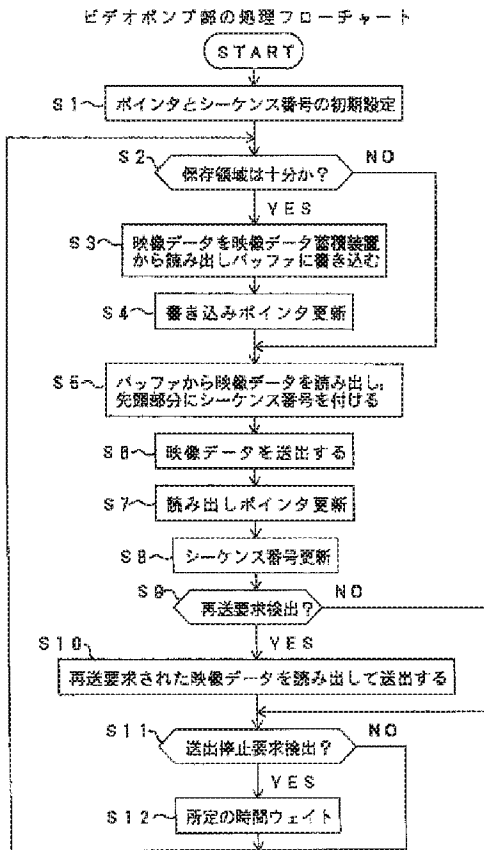 ビデオポンプ部の処理フローチャート
START
S1 ポインタとシーケンス番号の初期設定
S2 保存領域は十分か? NO
YES
S3 映像データを映像データ蓄積装置
から読み出しバッファに書き込む
S4 書き込みポインタ更新
S5 バッファから映像データを読み出し,
先頭部分にシーケンス番号を付ける
S6 映像データを送出する
S7 読み出しポインタ更新
S8 シーケンス番号更新
S9 再送要求検出? NO
YES
S10
再送要求された映像データを読み出して送出する
S11 送出停止要求検出? NO
YES
S12 所定の時間ウェイト